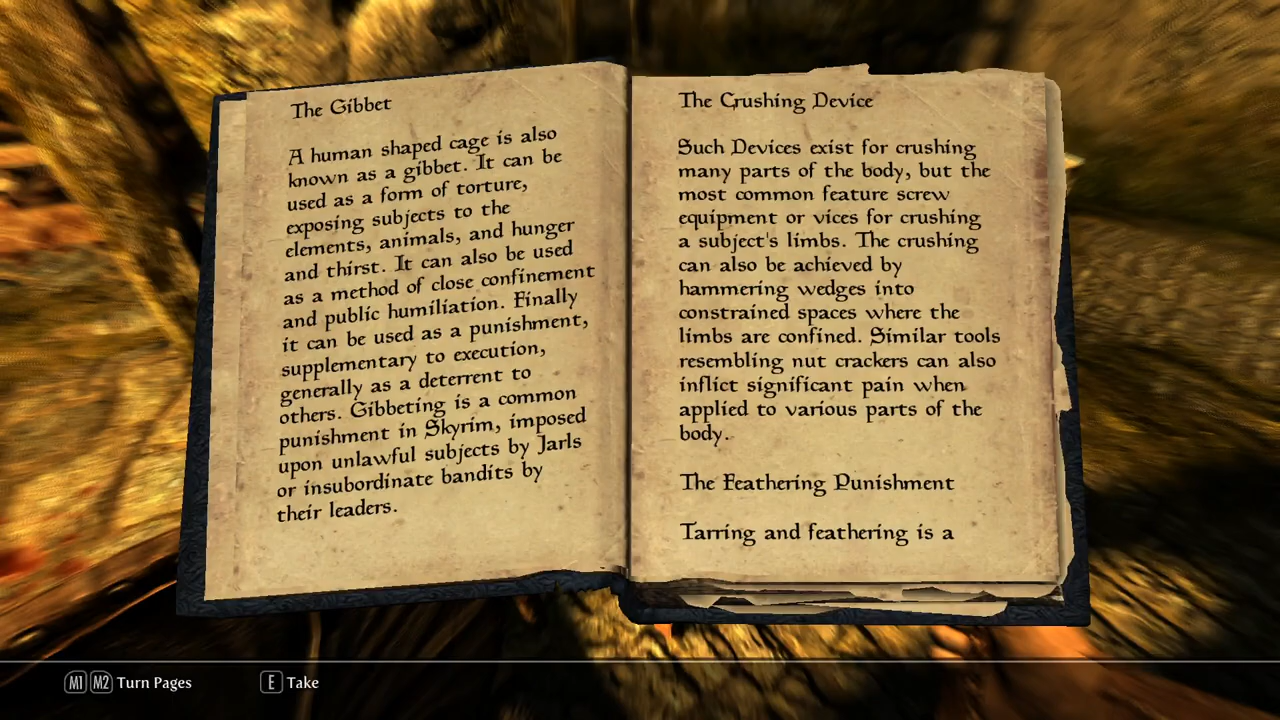 The Gibbet
A human shaped cage is also
known as a gibbet. It can be
used as a form of torture,
exposing subjects to the
elements, animals, and hunger
and thirst. It can also be used
as a method of close confinement
and public humiliation. Finally
it can be used as a punishment,
supplementary to execution,
generally as a deterrent to
others. Gibbeting is a common
punishment in Skyrim, imposed
upon unlawful subjects by Jarls
or insubordinate bandits by
their leaders.
The Crushing Device
Such Devices exist for crushing
many parts of the body, but the
most common feature screw
equipment or vices for crushing
a subject's limbs. The crushing
can also be achieved by
hammering wedges into
constrained spaces where the
limbs are confined. Similar tools
resembling nut crackers can also
inflict significant pain when
applied to various parts of the
body.
The Feathering Punishment
Tarring and feathering is a
M1 M2 Turn Pages
E Take